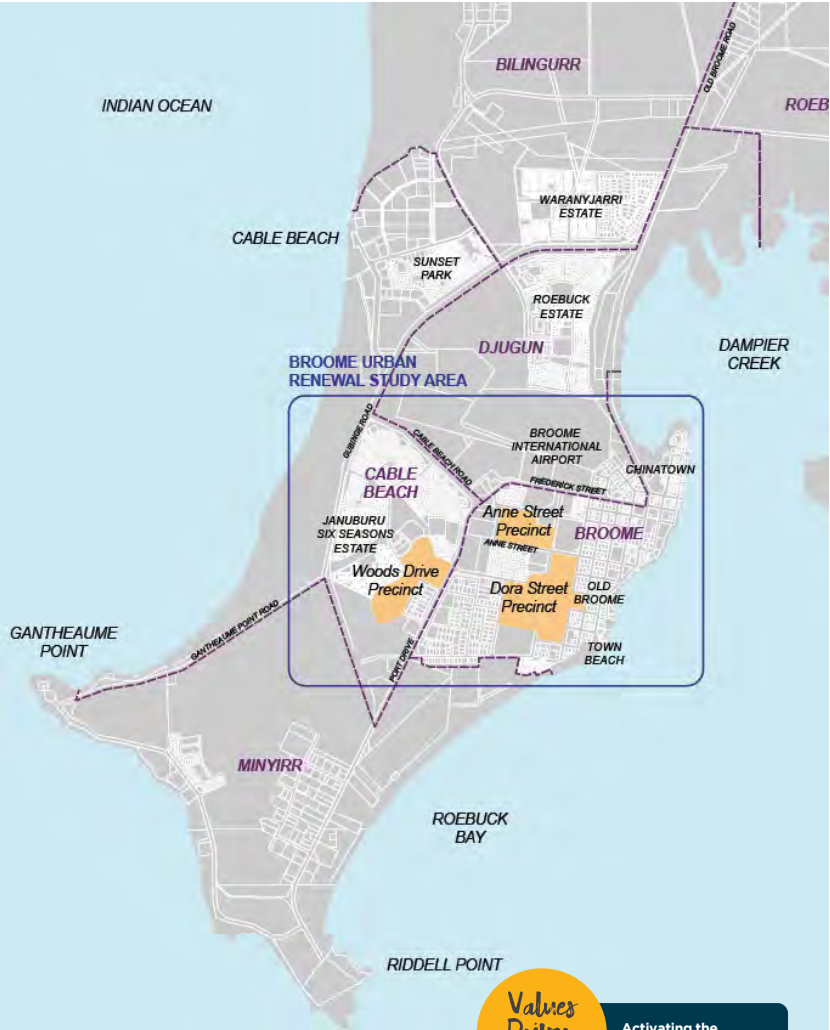 OLD BROOME ROAD
BILINGURR
INDIAN OCEAN
ROEB
WARANYJARRI
ESTATE
CABLE BEACH
SUNSET
PARK
ROEBUCK
ESTATE
DJUGUN
DAMPIER
CREEK
BROOME URBAN
RENEWAL STUDY AREA
GUBINGE ROAD
CABLE BEACH ROAD
BROOME
INTERNATIONAL
AIRPORT
CHINATOWN
CABLE
BEACH
FREDERICK STREET
Anne Street
Precinct
BROOME
ANNE STREET
JANUBURU
SIX SEASONS
ESTATE
Woods Drive
Precinct
Dora Street
Precinct
OLD
BROOME
GANTHEAUME
POINT
GANTHEAUME POINT ROAD
PORT DRIVE
TOWN
BEACH
MINYIRR
ROEBUCK
BAY
RIDDELL POINT
Values
Activating the